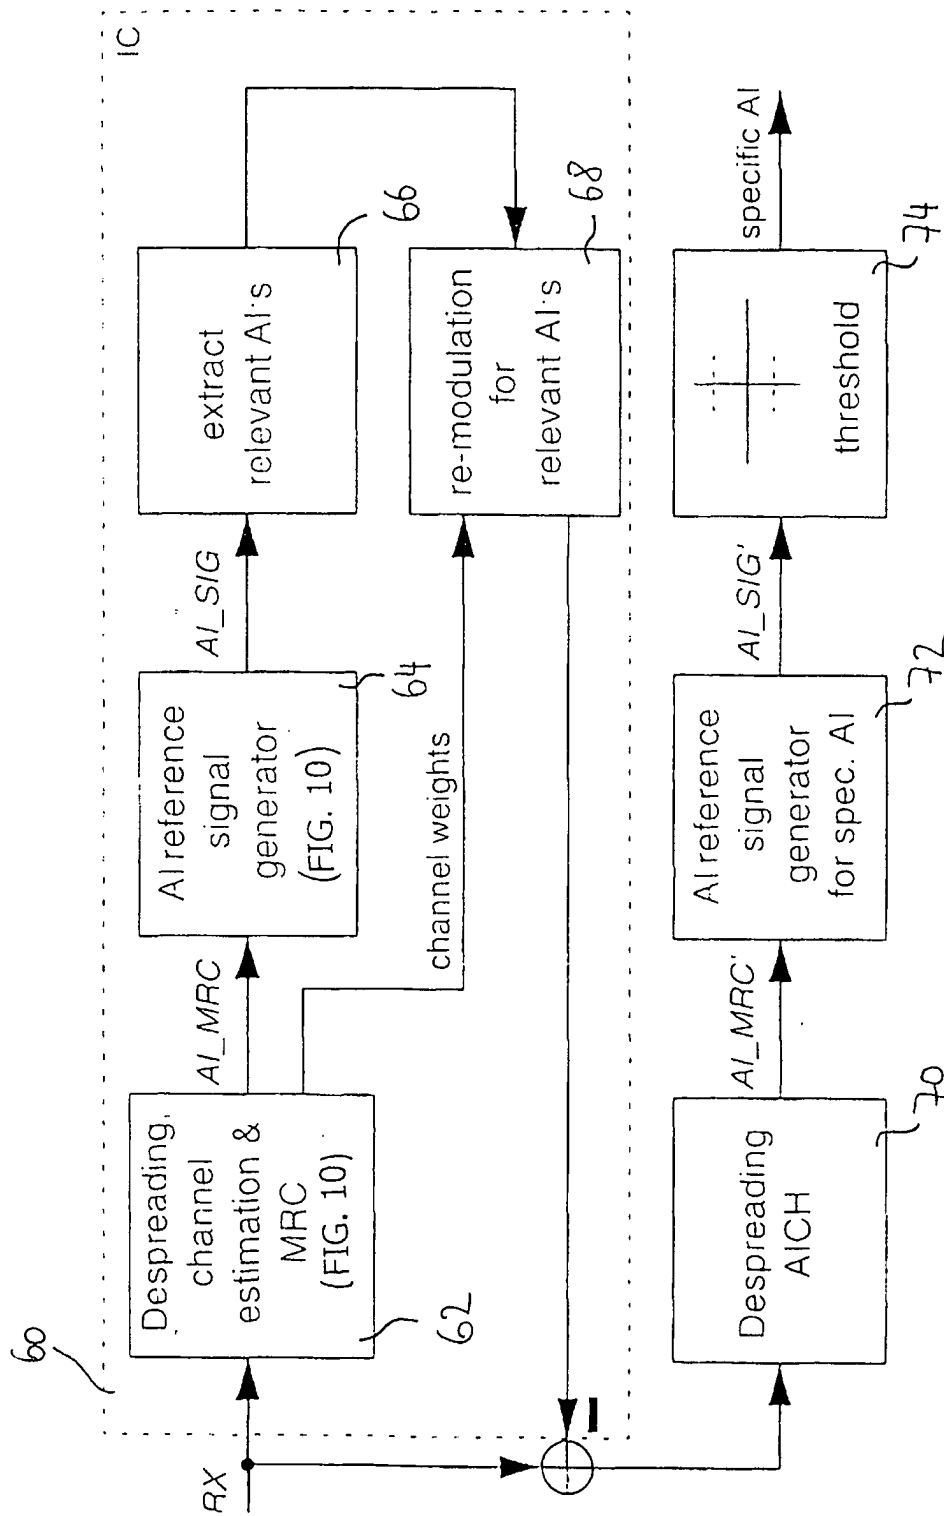 60
IC
RX
Despreading,
channel
estimation &
MRC
(FIG. 10)
62
AI_MRC
AI reference
signal
generator
(FIG. 10)
64
AI_SIG
extract
relevant AI's
66
channel weights
re-modulation
for
relevant AI's
68
Despreading
AICH
70
AI_MRC'
AI reference
signal
generator
for spec. AI
72
AI_SIG'
threshold
74
specific AI